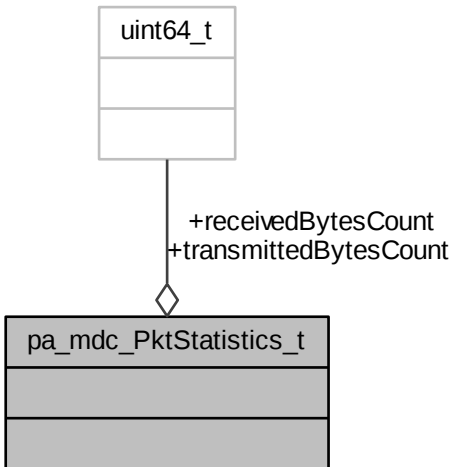 uint64_t
+receivedBytesCount
+transmittedBytesCount
pa_mdc_PktStatistics_t